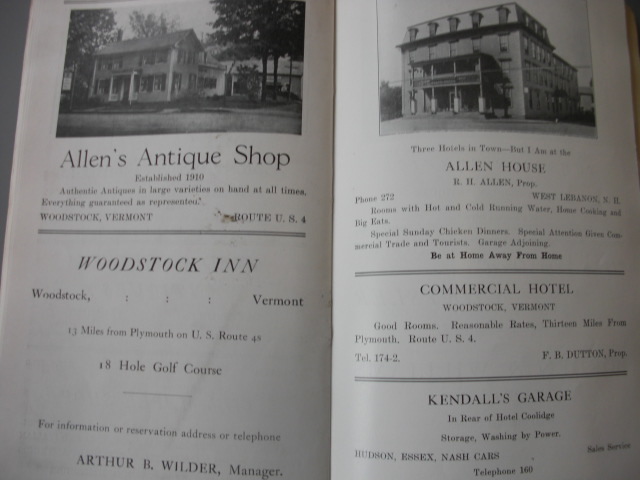 Allen's Antique Shop
Established 1910
Authentic Antiques in large varieties on hand at all times.
Everything guaranteed as represented.
WOODSTOCK, VERMONT ROUTE U. S. 4
WOODSTOCK INN
Woodstock, : : : Vermont
13 Miles from Plymouth on U. S. Route 4s
18 Hole Golf Course
For information or reservation address or telephone
ARTHUR B. WILDER, Manager.
Three Hotels in Town—But I Am at the
ALLEN HOUSE
R. H. ALLEN, Prop.
Phone 272 WEST LEBANON, N. H.
Rooms with Hot and Cold Running Water, Home Cooking and
Big Eats.
Special Sunday Chicken Dinners. Special Attention Given Com-
mercial Trade and Tourists. Garage Adjoining.
Be at Home Away From Home
COMMERCIAL HOTEL
WOODSTOCK, VERMONT
Good Rooms. Reasonable Rates, Thirteen Miles From
Plymouth. Route U. S. 4.
Tel. 174-2. F. B. DUTTON, Prop.
KENDALL'S GARAGE
In Rear of Hotel Coolidge
Storage, Washing by Power.
HUDSON, ESSEX, NASH CARS Sales Service
Telephone 160